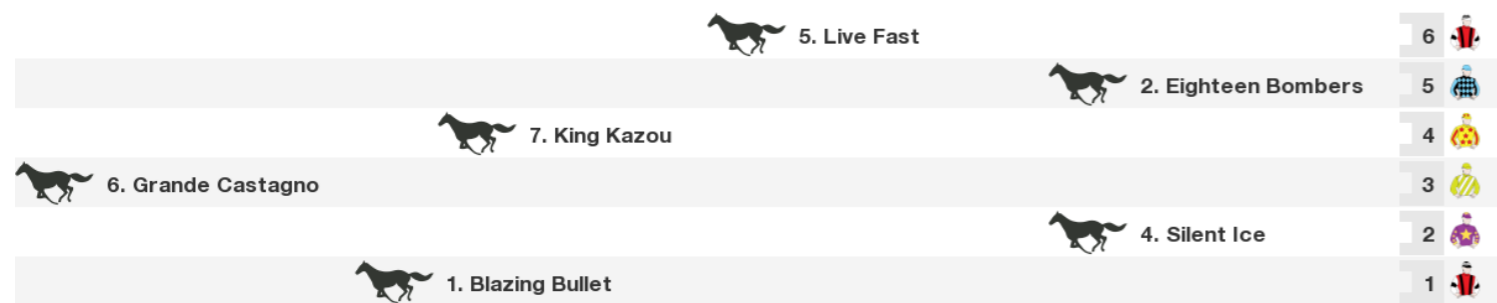 5. Live Fast 6
2. Eighteen Bombers 5
7. King Kazou 4
6. Grande Castagno 3
4. Silent Ice 2
1. Blazing Bullet 1